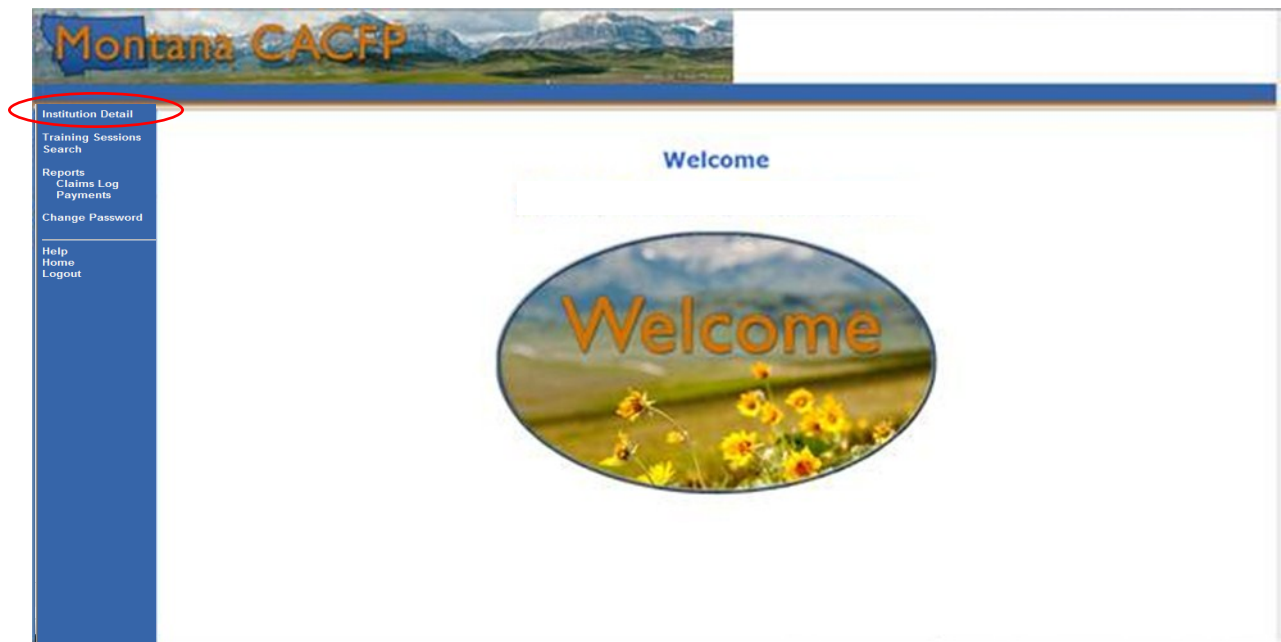 Montana CACFP
Institution Detail
Training Sessions
Search
Reports
Claims Log
Payments
Change Password
Help
Home
Logout
Welcome
Welcome